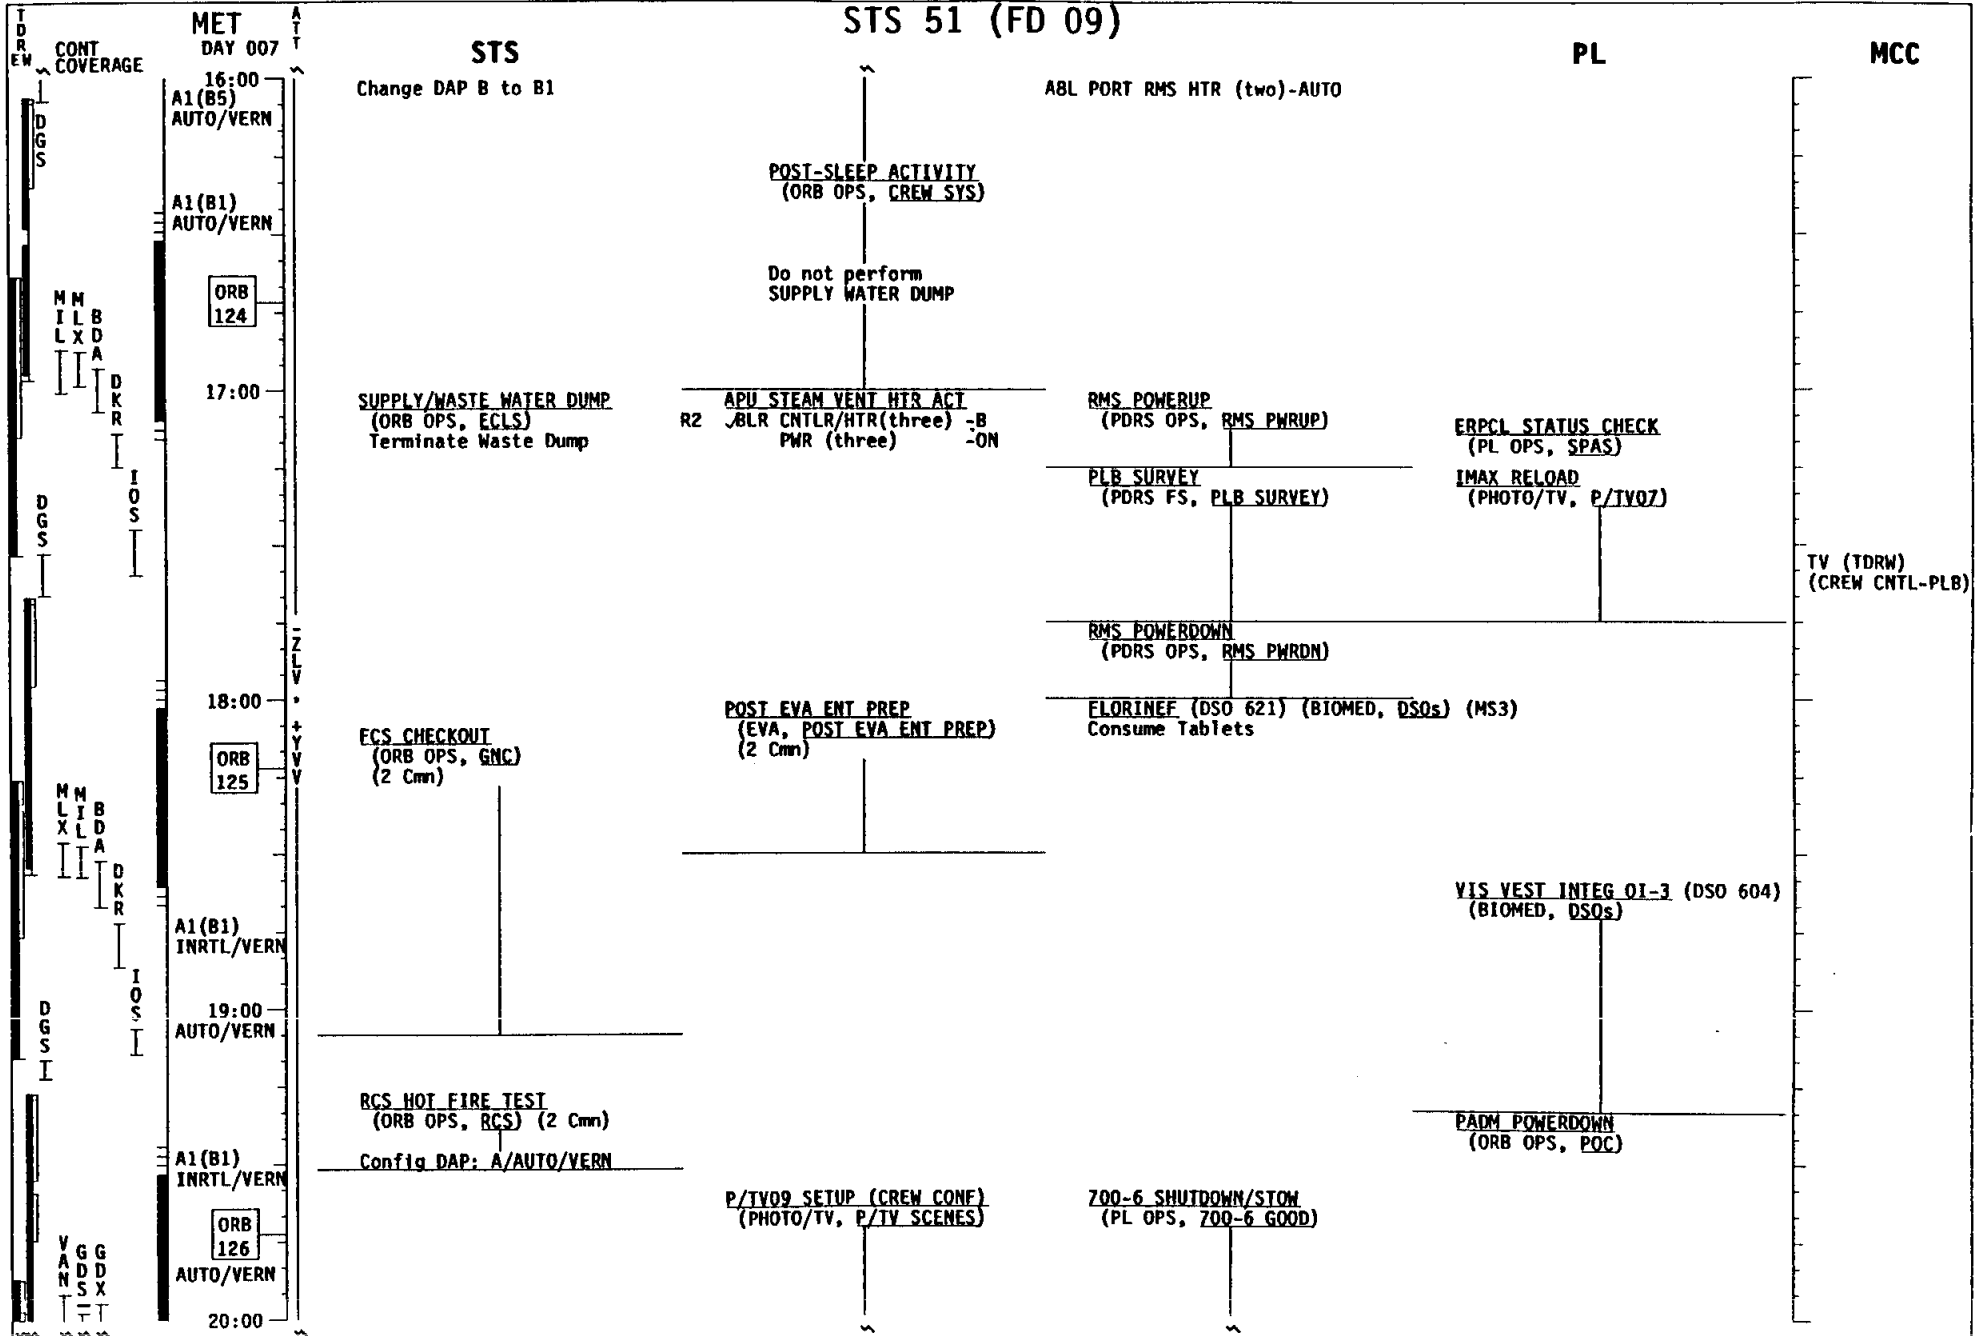 STS 51 (FD 09)
TDREW
CONT
COVERAGE
MET
DAY 007
ATT
STS
PL
MCC
16:00
A1(B5)
AUTO/VERN
Change DAP B to B1
A8L PORT RMS HTR (two)-AUTO
DGS
POST-SLEEP ACTIVITY
(ORB OPS, CREW SYS)
A1(B1)
AUTO/VERN
Do not perform
SUPPLY WATER DUMP
ORB
124
MIL
MLX
BDA
DKR
17:00
SUPPLY/WASTE WATER DUMP
(ORB OPS, ECLS)
Terminate Waste Dump
APU STEAM VENT HTR ACT
R2 √BLR CNTLR/HTR(three) -B
PWR (three) -ON
RMS POWERUP
(PDRS OPS, RMS PWRUP)
ERPCL STATUS CHECK
(PL OPS, SPAS)
PLB SURVEY
(PDRS FS, PLB SURVEY)
IMAX RELOAD
(PHOTO/TV, P/TV07)
IOS
DGS
TV (TDRW)
(CREW CNTL-PLB)
RMS POWERDOWN
(PDRS OPS, RMS PWRDN)
-ZLV, +YVV
18:00
POST EVA ENT PREP
(EVA, POST EVA ENT PREP)
(2 Cmn)
FLORINEF (DSO 621) (BIOMED, DSOs) (MS3)
Consume Tablets
FCS CHECKOUT
(ORB OPS, GNC)
(2 Cmn)
ORB
125
MLX
MIL
BDA
DKR
VIS VEST INTEG OI-3 (DSO 604)
(BIOMED, DSOs)
A1(B1)
INRTL/VERN
IOS
DGS
19:00
AUTO/VERN
RCS HOT FIRE TEST
(ORB OPS, RCS) (2 Cmn)
PADM POWERDOWN
(ORB OPS, POC)
A1(B1)
INRTL/VERN
Config DAP: A/AUTO/VERN
P/TV09 SETUP (CREW CONF)
(PHOTO/TV, P/TV SCENES)
700-6 SHUTDOWN/STOW
(PL OPS, 700-6 GOOD)
ORB
126
VAN
GDS
GDX
AUTO/VERN
20:00